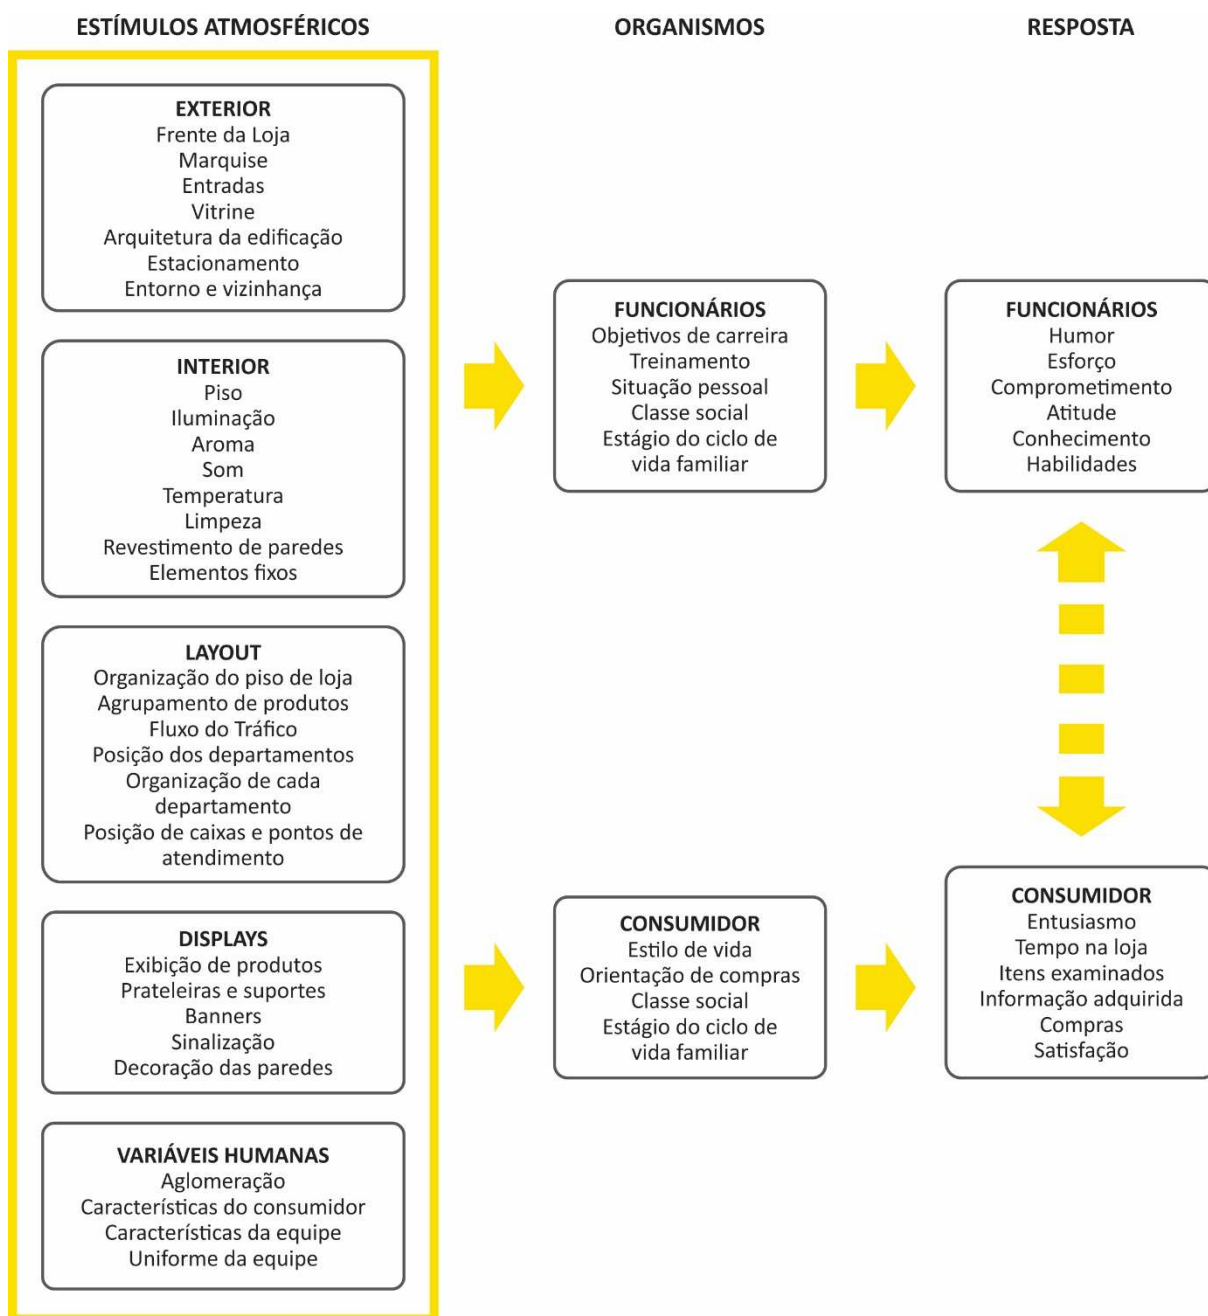 ESTÍMULOS ATMOSFÉRICOS
EXTERIOR
Frente da Loja
Marquise
Entradas
Vitrine
Arquitetura da edificação
Estacionamento
Entorno e vizinhança
INTERIOR
Piso
Iluminação
Aroma
Som
Temperatura
Limpeza
Revestimento de paredes
Elementos fixos
LAYOUT
Organização do piso de loja
Agrupamento de produtos
Fluxo do Tráfico
Posição dos departamentos
Organização de cada
departamento
Posição de caixas e pontos de
atendimento
DISPLAYS
Exibição de produtos
Prateleiras e suportes
Banners
Sinalização
Decoração das paredes
VARIÁVEIS HUMANAS
Aglomeração
Características do consumidor
Características da equipe
Uniforme da equipe
ORGANISMOS
FUNCIONÁRIOS
Objetivos de carreira
Treinamento
Situação pessoal
Classe social
Estágio do ciclo de
vida familiar
CONSUMIDOR
Estilo de vida
Orientação de compras
Classe social
Estágio do ciclo de
vida familiar
RESPOSTA
FUNCIONÁRIOS
Humor
Esforço
Comprometimento
Atitude
Conhecimento
Habilidades
CONSUMIDOR
Entusiasmo
Tempo na loja
Itens examinados
Informação adquirida
Compras
Satisfação